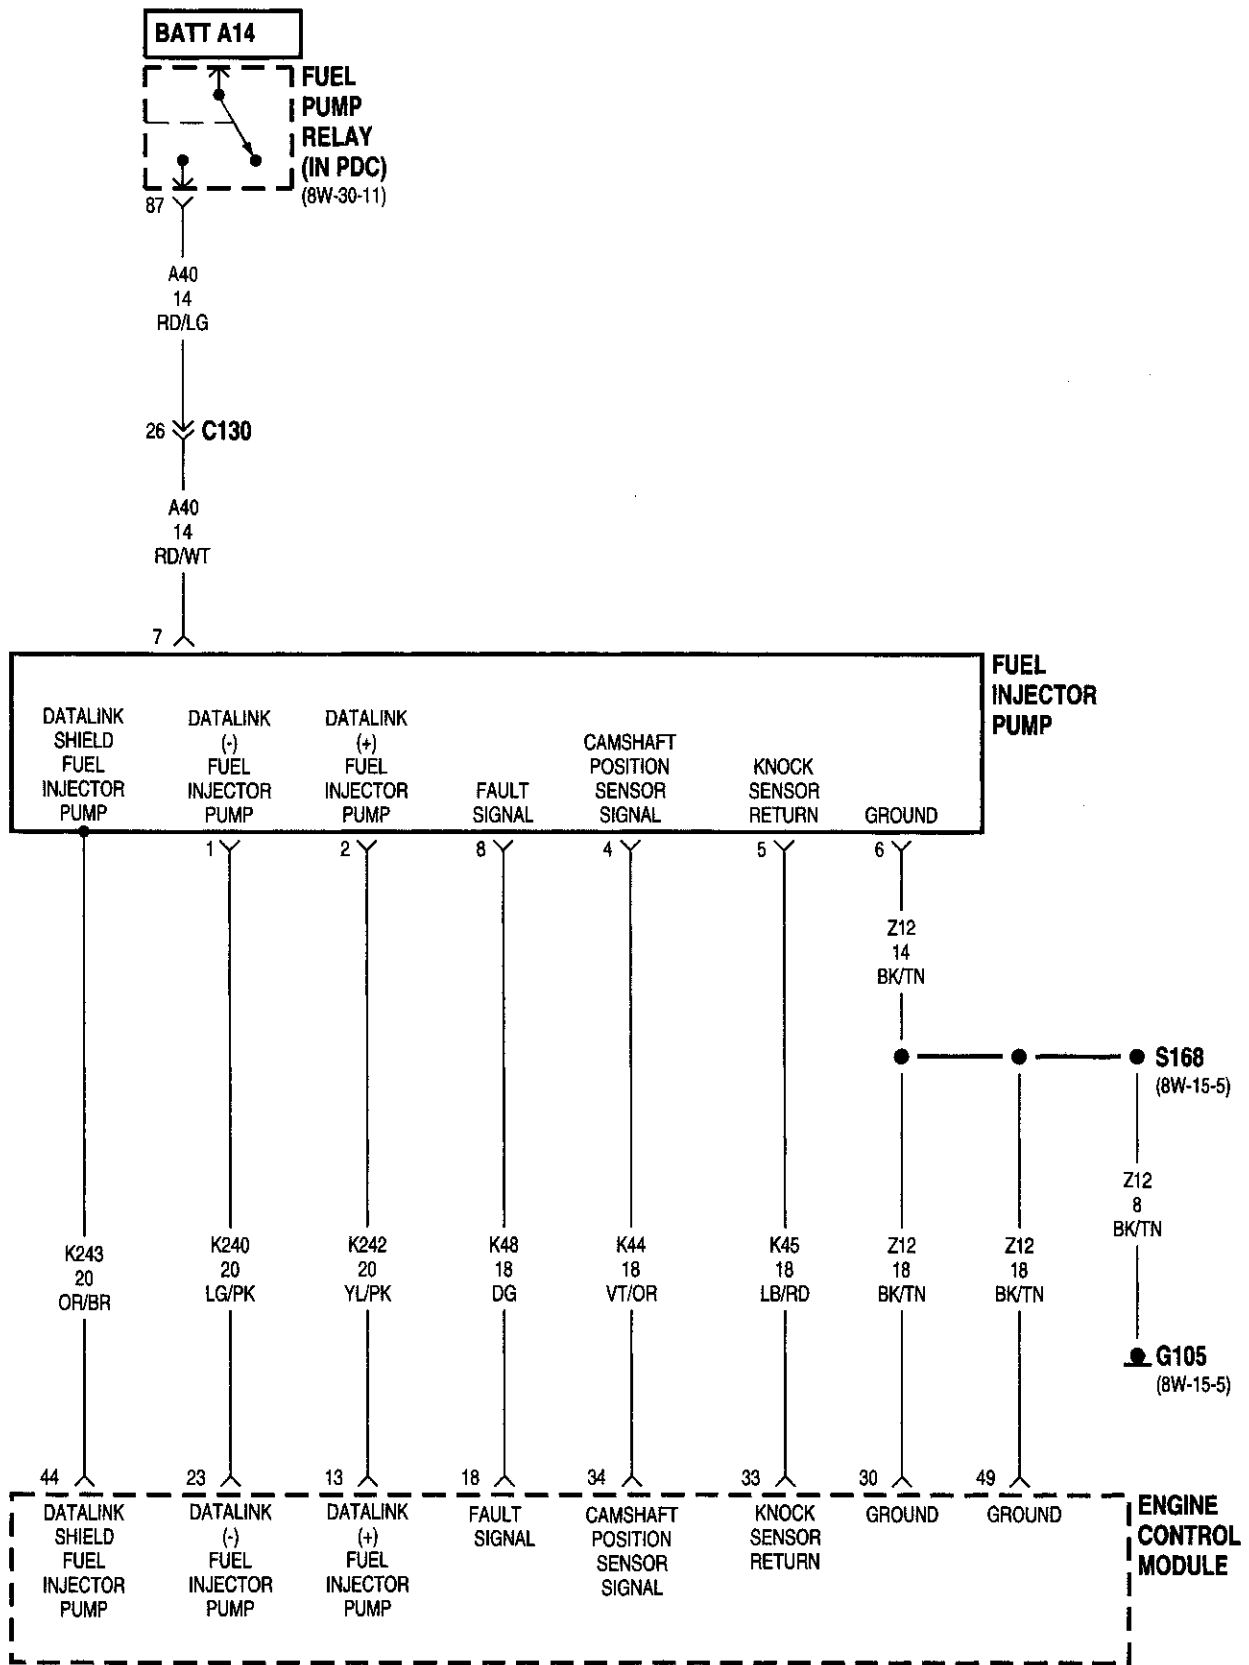 BATT A14
FUEL
PUMP
RELAY
(IN PDC)
(8W-30-11)
87
A40
14
RD/LG
26 C130
A40
14
RD/WT
7
FUEL
INJECTOR
PUMP
DATALINK
SHIELD
FUEL
INJECTOR
PUMP
DATALINK
(-)
FUEL
INJECTOR
PUMP
DATALINK
(+)
FUEL
INJECTOR
PUMP
FAULT
SIGNAL
CAMSHAFT
POSITION
SENSOR
SIGNAL
KNOCK
SENSOR
RETURN
GROUND
1 2 8 4 5 6
Z12
14
BK/TN
S168
(8W-15-5)
Z12
8
BK/TN
K243
20
OR/BR
K240
20
LG/PK
K242
20
YL/PK
K48
18
DG
K44
18
VT/OR
K45
18
LB/RD
Z12
18
BK/TN
Z12
18
BK/TN
G105
(8W-15-5)
44 23 13 18 34 33 30 49
DATALINK
SHIELD
FUEL
INJECTOR
PUMP
DATALINK
(-)
FUEL
INJECTOR
PUMP
DATALINK
(+)
FUEL
INJECTOR
PUMP
FAULT
SIGNAL
CAMSHAFT
POSITION
SENSOR
SIGNAL
KNOCK
SENSOR
RETURN
GROUND
GROUND
ENGINE
CONTROL
MODULE